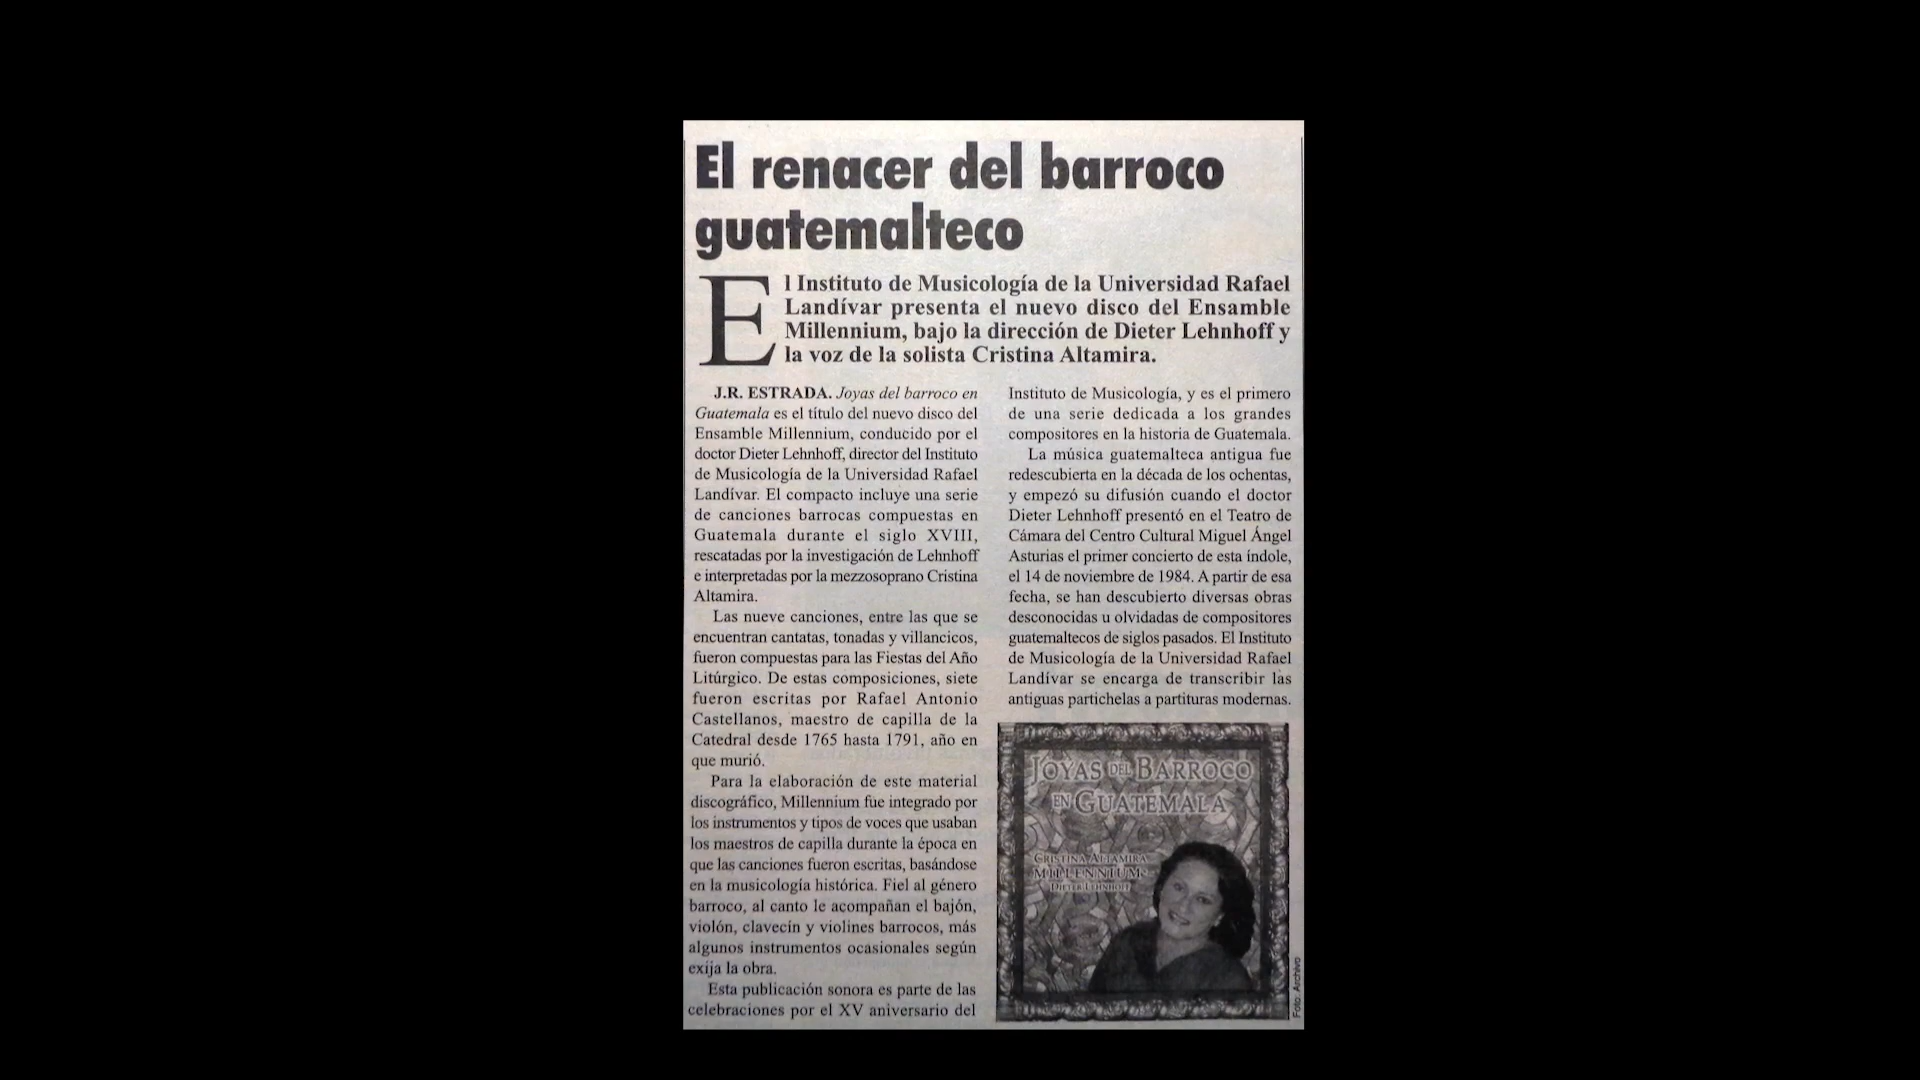 El renacer del barroco
guatemalteco
El Instituto de Musicología de la Universidad Rafael
Landívar presenta el nuevo disco del Ensamble
Millennium, bajo la dirección de Dieter Lehnhoff y
la voz de la solista Cristina Altamira.
J.R. ESTRADA. Joyas del barroco en
Guatemala es el título del nuevo disco del
Ensamble Millennium, conducido por el
doctor Dieter Lehnhoff, director del Instituto
de Musicología de la Universidad Rafael
Landívar. El compacto incluye una serie
de canciones barrocas compuestas en
Guatemala durante el siglo XVIII,
rescatadas por la investigación de Lehnhoff
e interpretadas por la mezzosoprano Cristina
Altamira.
Las nueve canciones, entre las que se
encuentran cantatas, tonadas y villancicos,
fueron compuestas para las Fiestas del Año
Litúrgico. De estas composiciones, siete
fueron escritas por Rafael Antonio
Castellanos, maestro de capilla de la
Catedral desde 1765 hasta 1791, año en
que murió.
Para la elaboración de este material
discográfico, Millennium fue integrado por
los instrumentos y tipos de voces que usaban
los maestros de capilla durante la época en
que las canciones fueron escritas, basándose
en la musicología histórica. Fiel al género
barroco, al canto le acompañan el bajón,
violón, clavecín y violines barrocos, más
algunos instrumentos ocasionales según
exija la obra.
Esta publicación sonora es parte de las
celebraciones por el XV aniversario del
Instituto de Musicología, y es el primero
de una serie dedicada a los grandes
compositores en la historia de Guatemala.
La música guatemalteca antigua fue
redescubierta en la década de los ochentas,
y empezó su difusión cuando el doctor
Dieter Lehnhoff presentó en el Teatro de
Cámara del Centro Cultural Miguel Ángel
Asturias el primer concierto de esta índole,
el 14 de noviembre de 1984. A partir de esa
fecha, se han descubierto diversas obras
desconocidas u olvidadas de compositores
guatemaltecos de siglos pasados. El Instituto
de Musicología de la Universidad Rafael
Landívar se encarga de transcribir las
antiguas partichelas a partituras modernas.
JOYAS DEL BARROCO
EN GUATEMALA
CRISTINA ALTAMIRA
MILLENNIUM
DIETER LEHNHOFF
Foto: Archivo